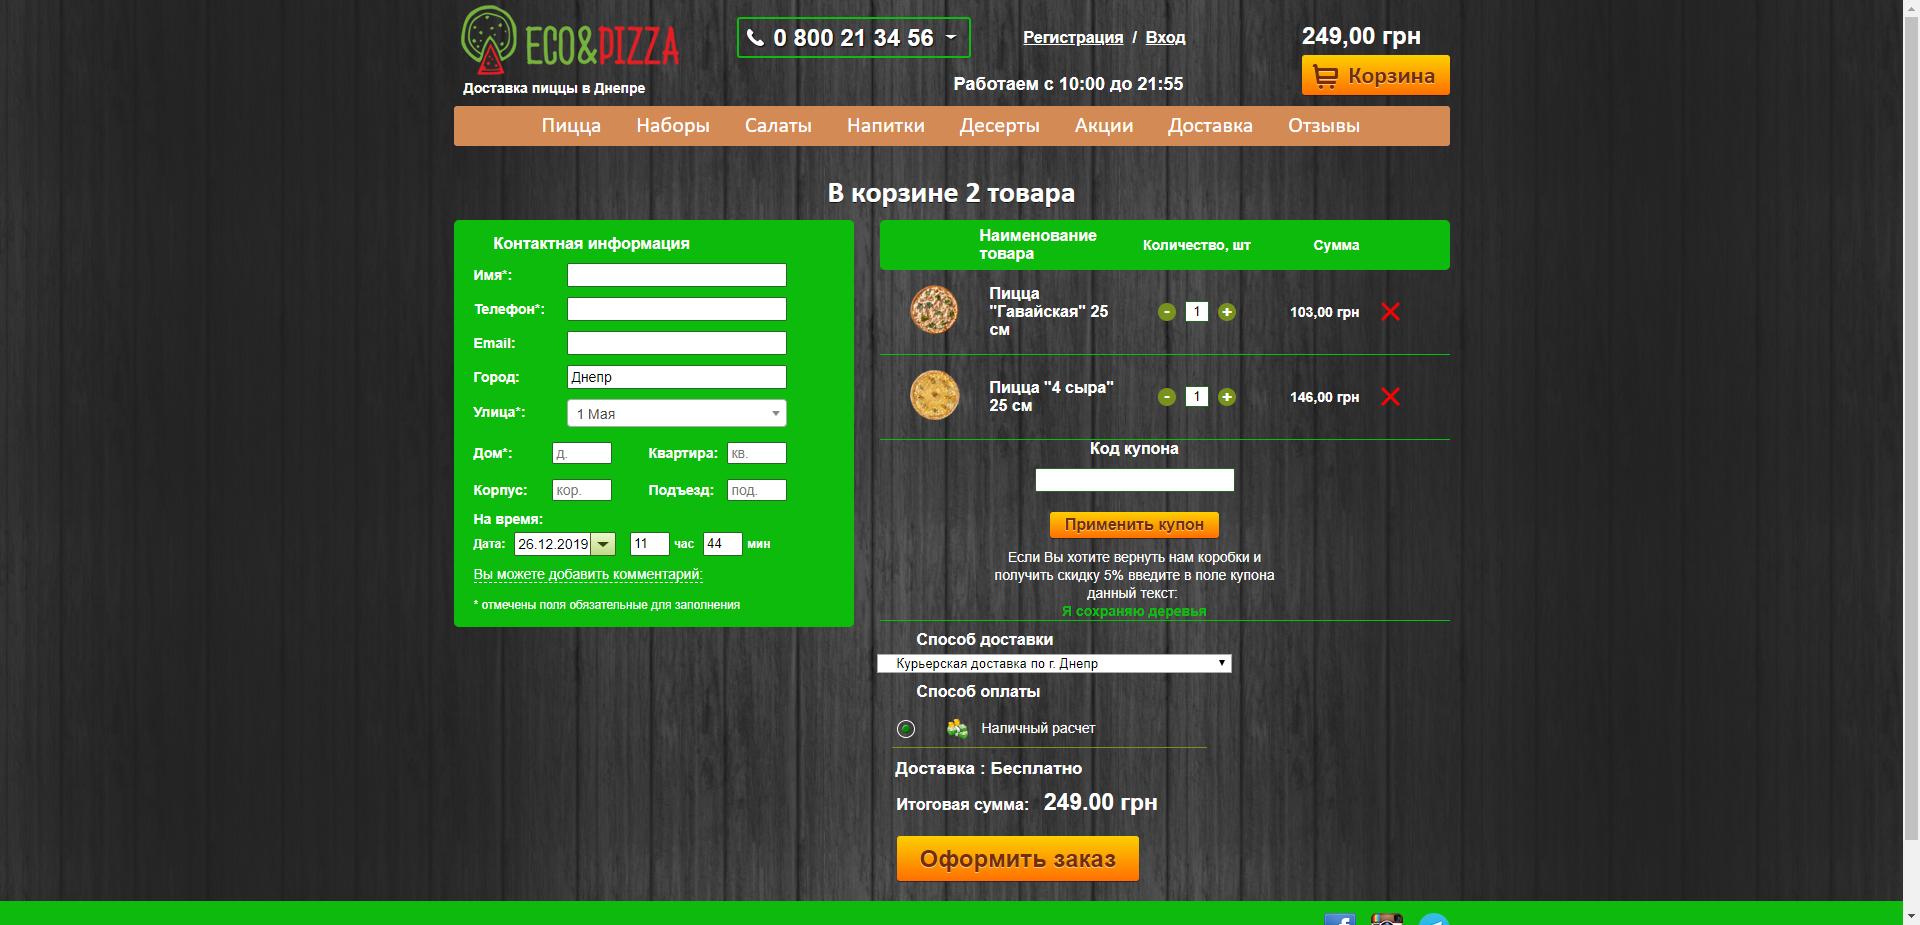 ECO&PIZZA
Доставка пиццы в Днепре
0 800 21 34 56
Регистрация / Вход
Работаем с 10:00 до 21:55
249,00 грн
Корзина
Пицца Наборы Салаты Напитки Десерты Акции Доставка Отзывы
В корзине 2 товара
Контактная информация
Имя*:
Телефон*:
Email:
Город: Днепр
Улица*: 1 Мая
Дом*: д. Квартира: кв.
Корпус: кор. Подъезд: под.
На время:
Дата: 26.12.2019 11 час 44 мин
Вы можете добавить комментарий:
* отмечены поля обязательные для заполнения
Наименование
товара
Количество, шт
Сумма
Пицца
"Гавайская" 25
см
- 1 +
103,00 грн
Пицца "4 сыра"
25 см
- 1 +
146,00 грн
Код купона
Применить купон
Если Вы хотите вернуть нам коробки и
получить скидку 5% введите в поле купона
данный текст:
Я сохраняю деревья
Способ доставки
Курьерская доставка по г. Днепр
Способ оплаты
Наличный расчет
Доставка : Бесплатно
Итоговая сумма: 249.00 грн
Оформить заказ